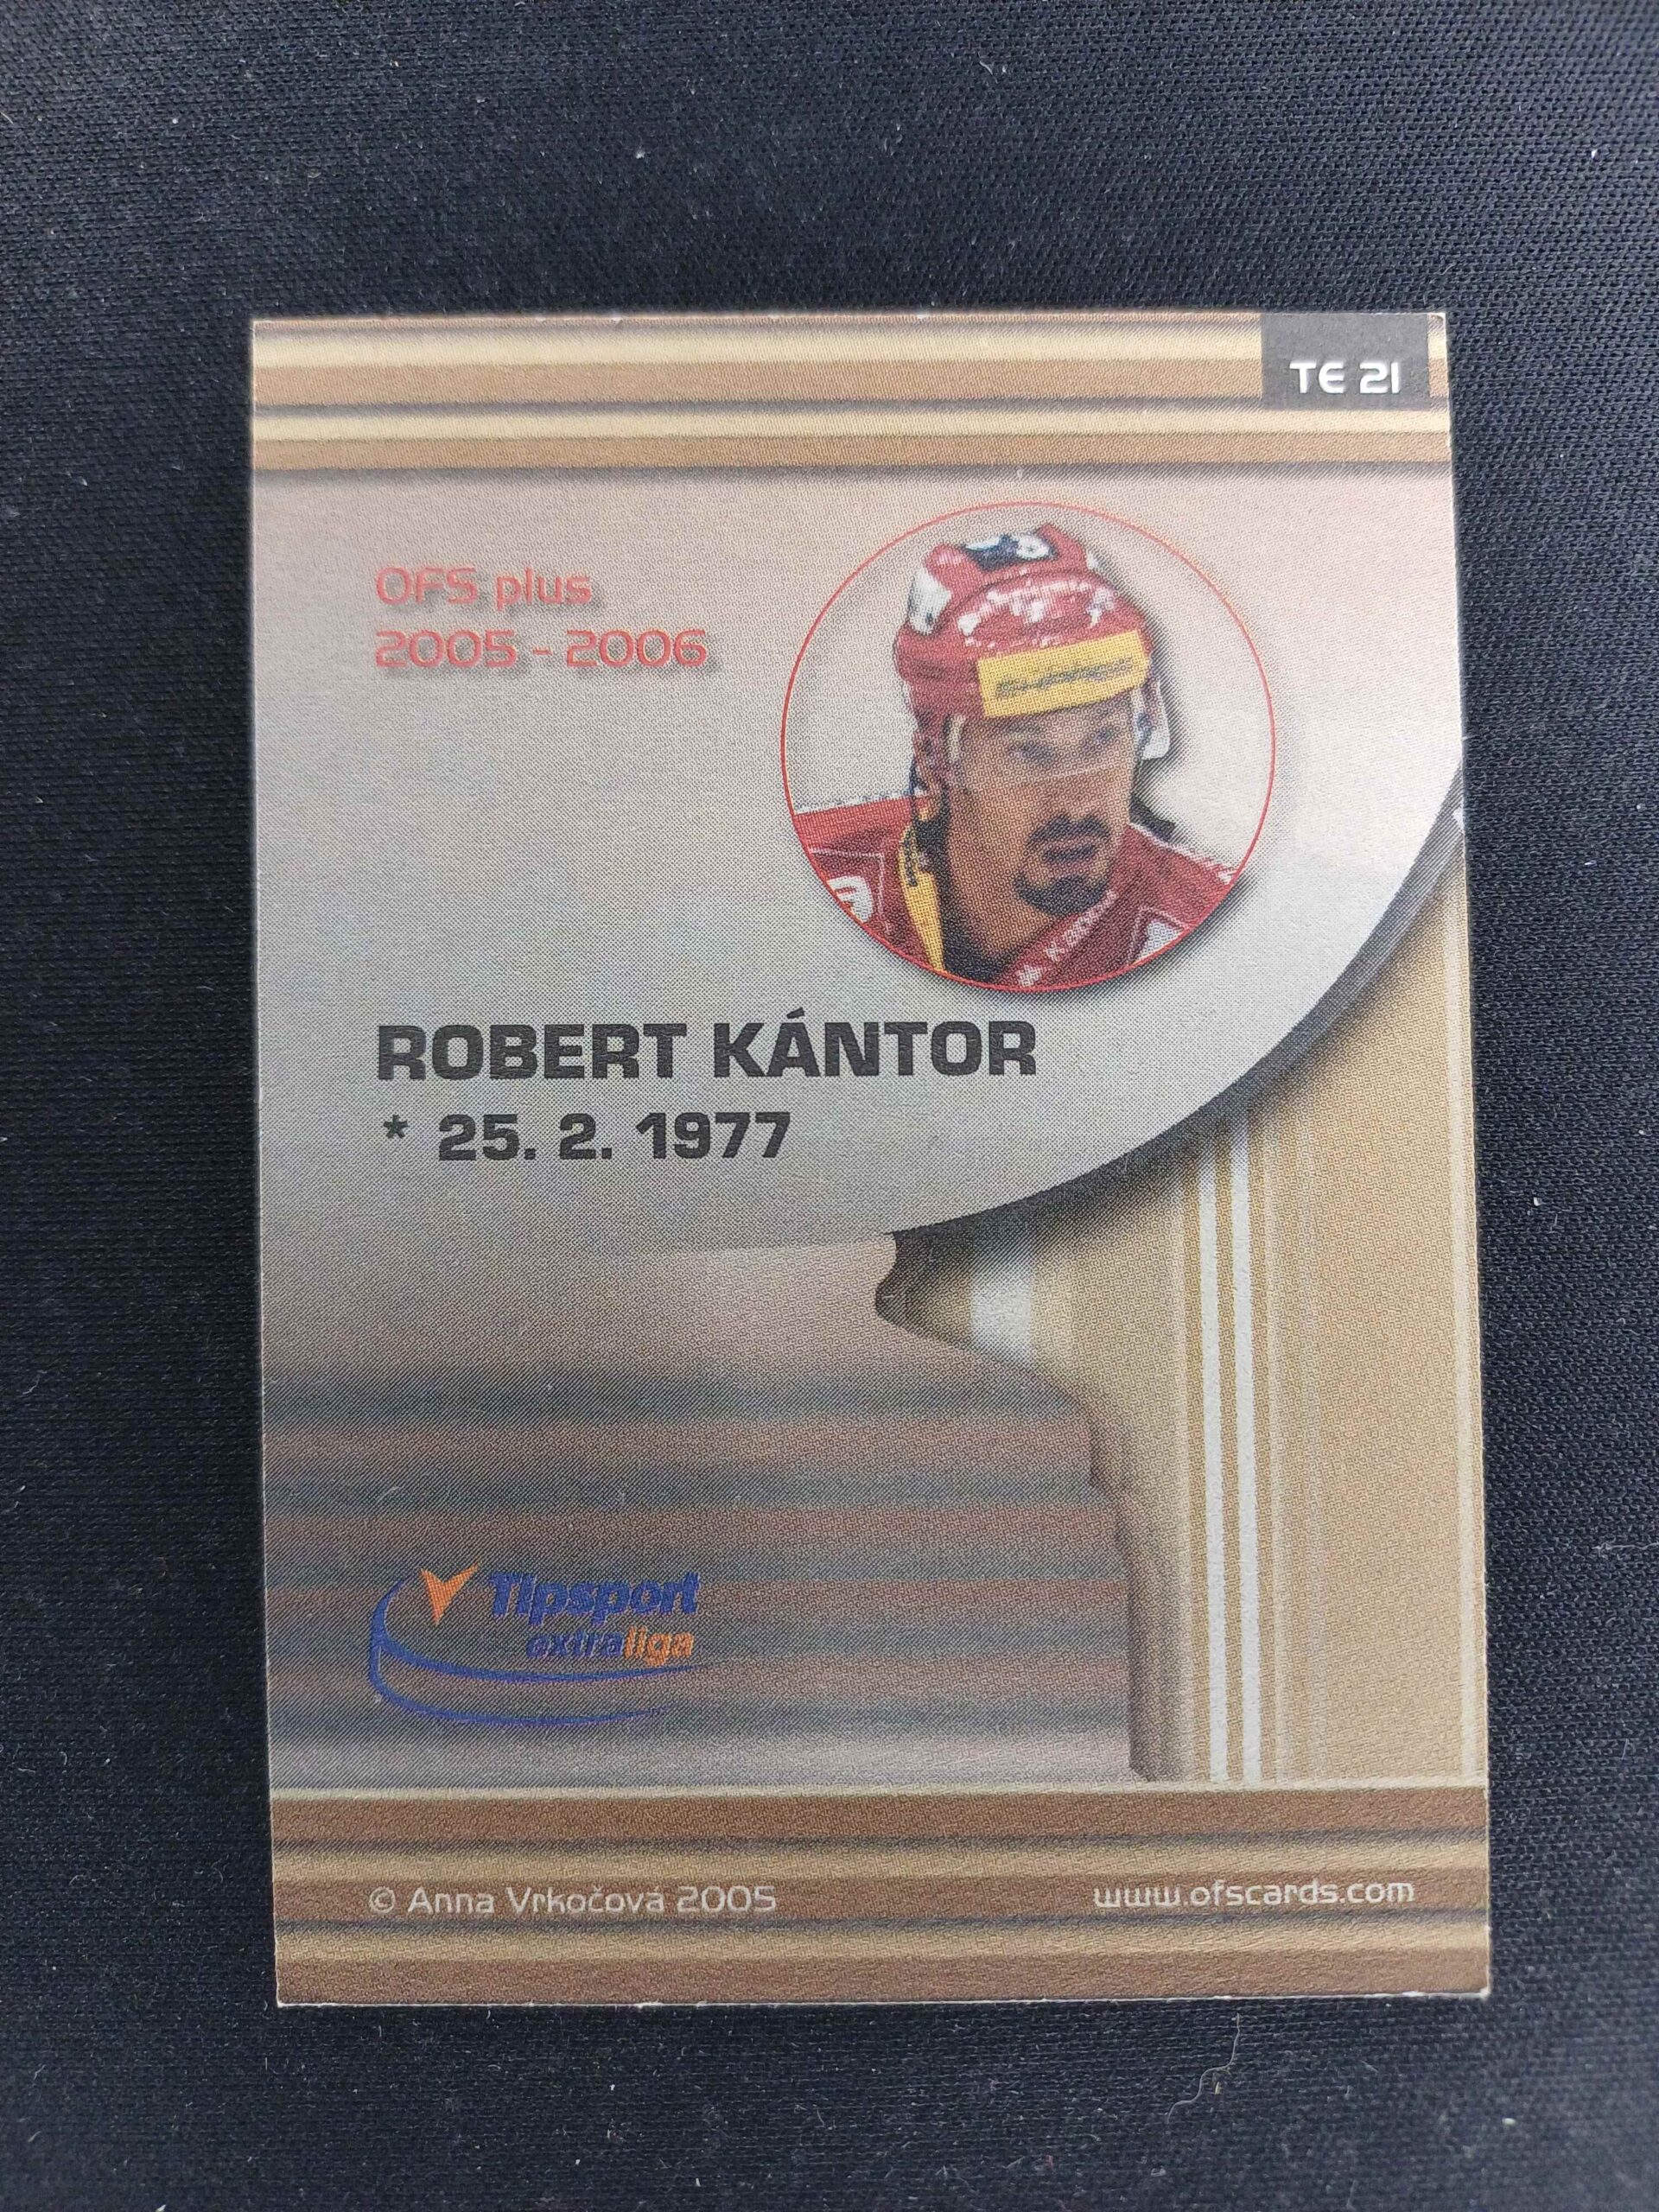 TE 21
OFS plus
2005 - 2006
ROBERT KÁNTOR
* 25. 2. 1977
Tipsport
extraliga
© Anna Vrkočová 2005
www.ofscards.com